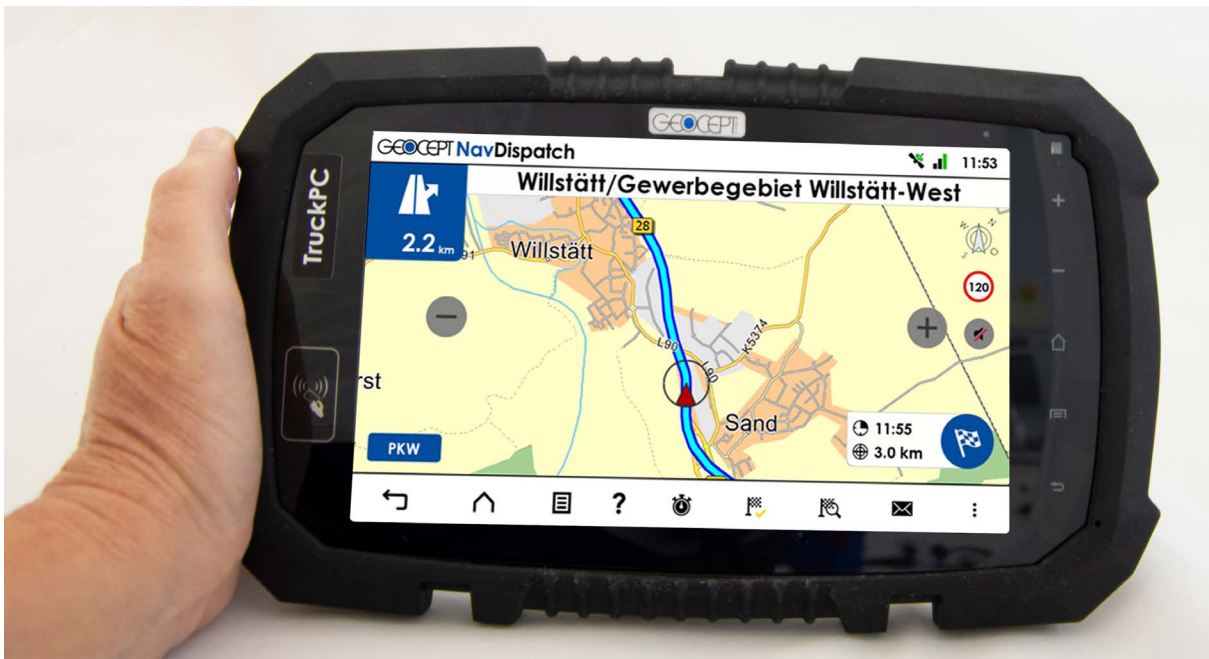 GEOCEPT
TruckPC
GEOCEPT NavDispatch
11:53
Willstätt/Gewerbegebiet Willstätt-West
2.2 km
28
91
Willstätt
W
N
S
O
120
L90
K5374
L90
rst
Sand
11:55
3.0 km
PKW
?